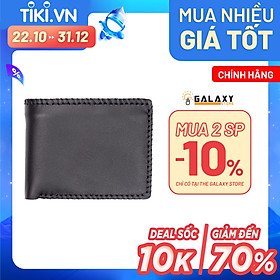 TIKI.VN
22.10 - 31.12
MUA NHIỀU
GIÁ TỐT
CHÍNH HÃNG
GALAXY
MUA 2 SP
-10%
CHỈ CÓ TẠI THE GALAXY STORE
DEAL SỐC
10K
GIẢM ĐẾN
70%